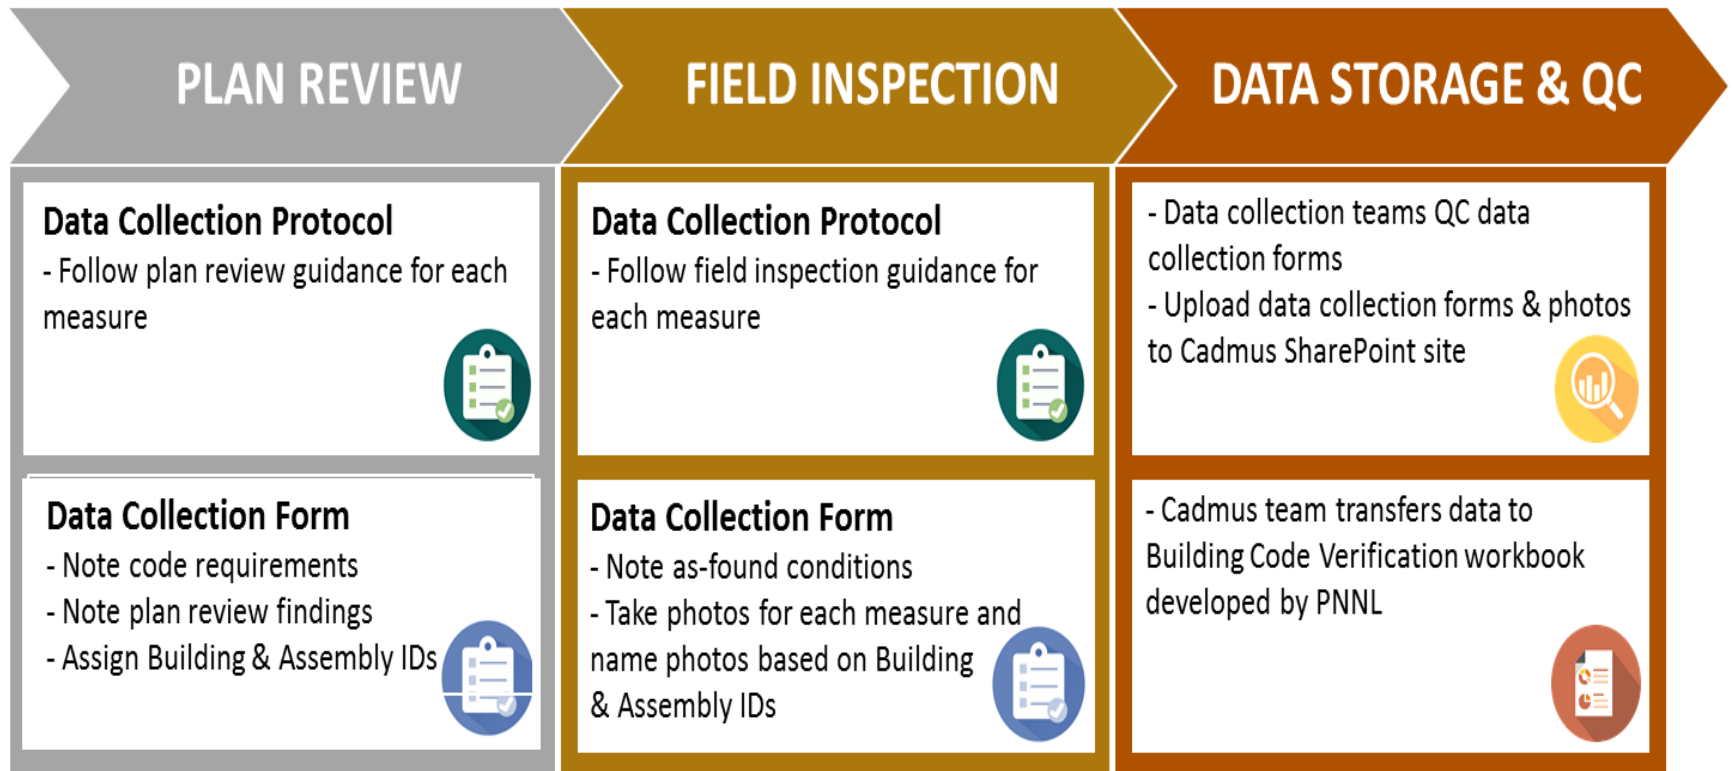 PLAN REVIEW
FIELD INSPECTION
DATA STORAGE & QC
Data Collection Protocol
- Follow plan review guidance for each
measure
Data Collection Form
- Note code requirements
- Note plan review findings
- Assign Building & Assembly IDs
Data Collection Protocol
- Follow field inspection guidance for
each measure
Data Collection Form
- Note as-found conditions
- Take photos for each measure and
name photos based on Building
& Assembly IDs
- Data collection teams QC data
collection forms
- Upload data collection forms & photos
to Cadmus SharePoint site
- Cadmus team transfers data to
Building Code Verification workbook
developed by PNNL